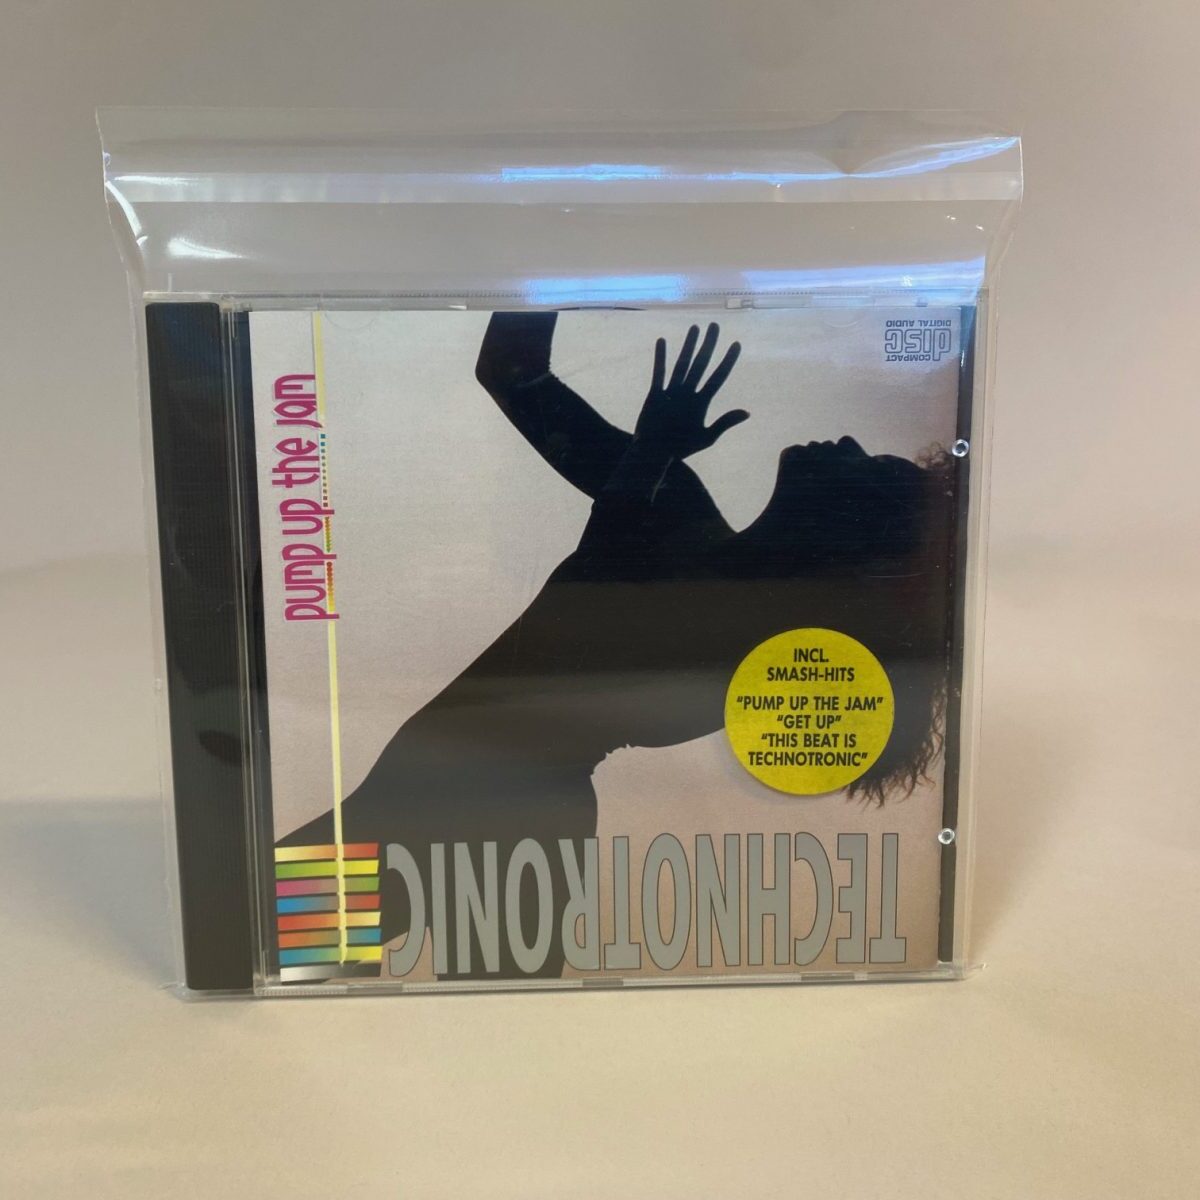 pump up the jam
COMPACT
disc
DIGITAL AUDIO
INCL.
SMASH-HITS
"PUMP UP THE JAM"
"GET UP"
"THIS BEAT IS
TECHNOTRONIC"
TECHNOTRONIC